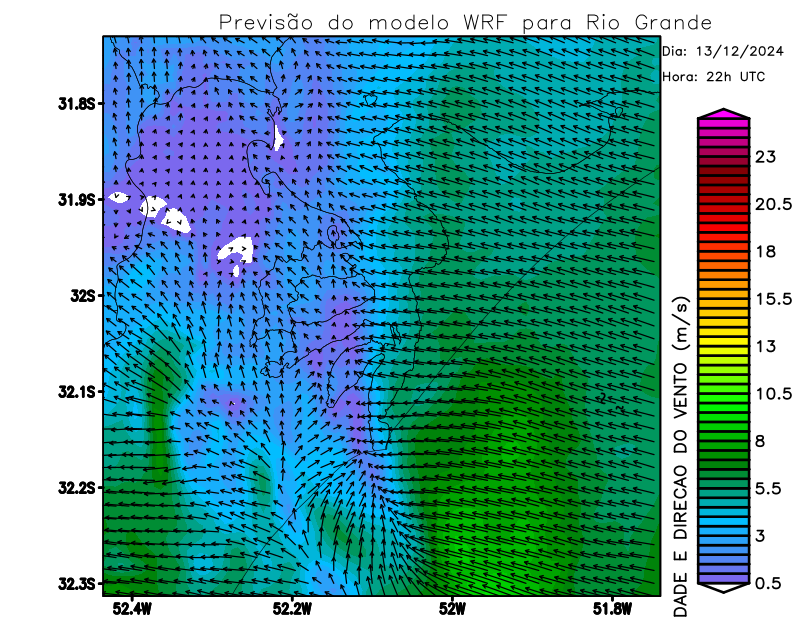 Previsão do modelo WRF para Rio Grande
Dia: 13/12/2024
Hora: 22h UTC
31.8S
31.9S
32S
32.1S
32.2S
32.3S
52.4W
52.2W
52W
51.8W
23
20.5
18
15.5
13
10.5
8
5.5
3
0.5
DADE E DIRECAO DO VENTO (m/s)